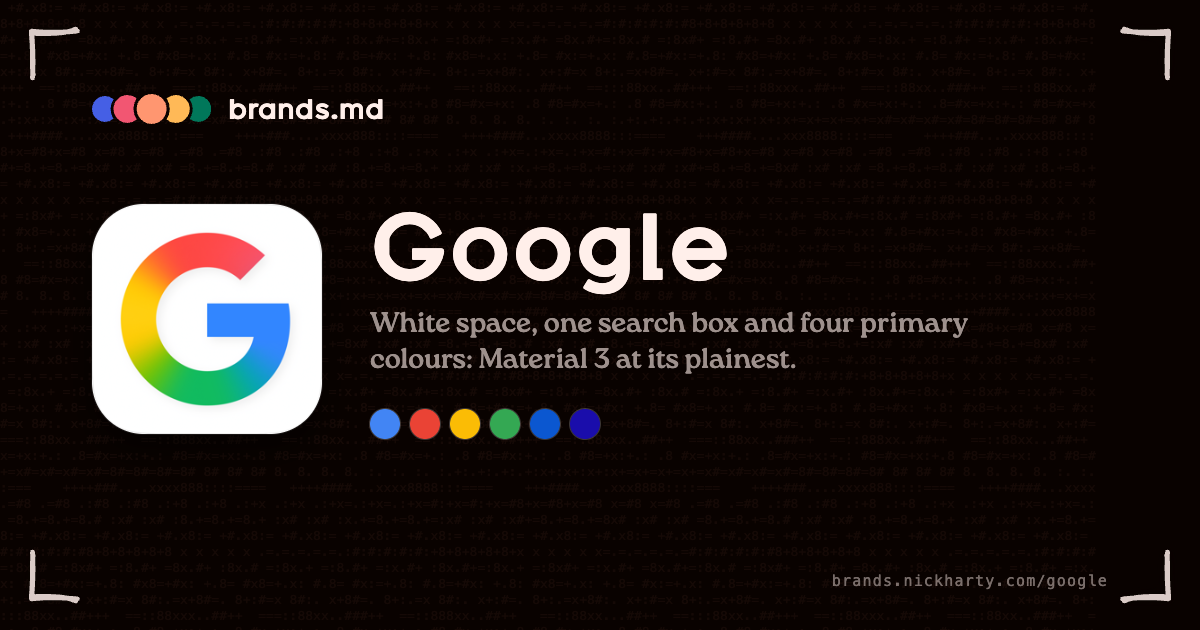 brands.md
Google
White space, one search box and four primary
colours: Material 3 at its plainest.
brands.nickharty.com/google